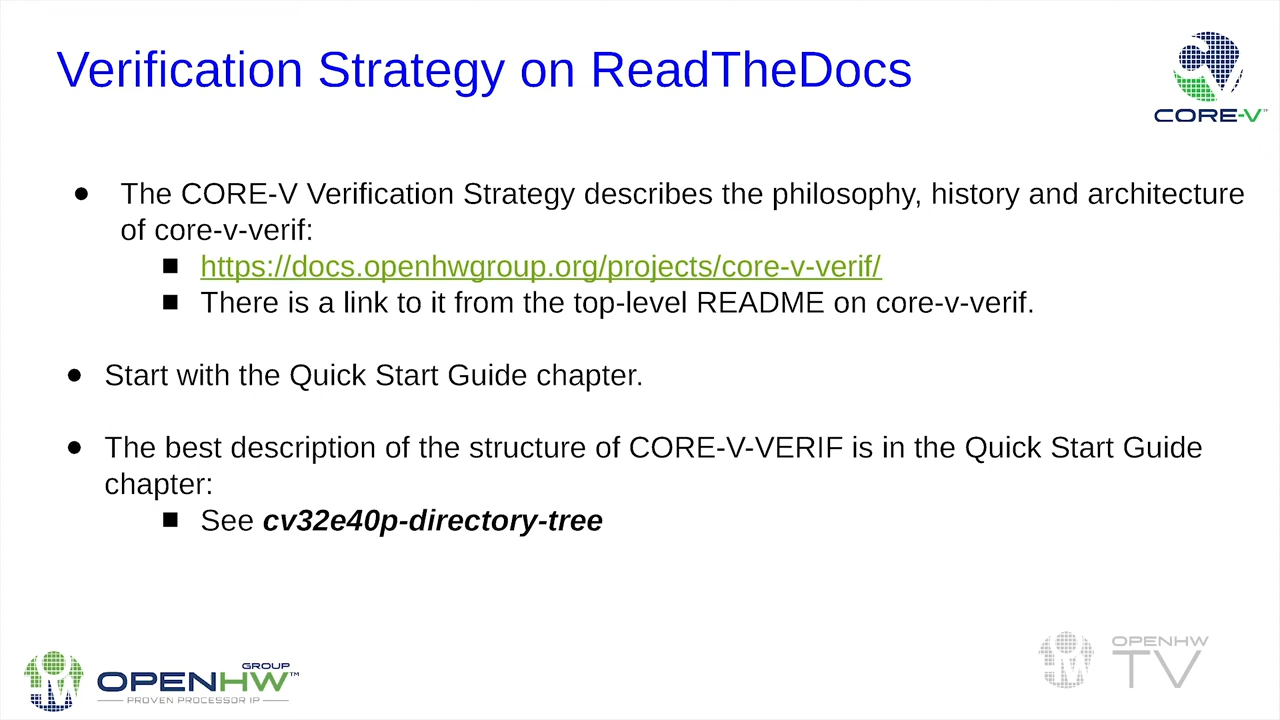 Verification Strategy on ReadTheDocs
CORE-V™
● The CORE-V Verification Strategy describes the philosophy, history and architecture
of core-v-verif:
■ https://docs.openhwgroup.org/projects/core-v-verif/
■ There is a link to it from the top-level README on core-v-verif.
● Start with the Quick Start Guide chapter.
● The best description of the structure of CORE-V-VERIF is in the Quick Start Guide
chapter:
■ See cv32e40p-directory-tree
GROUP
OPENHW™
PROVEN PROCESSOR IP
OPENHW
TV